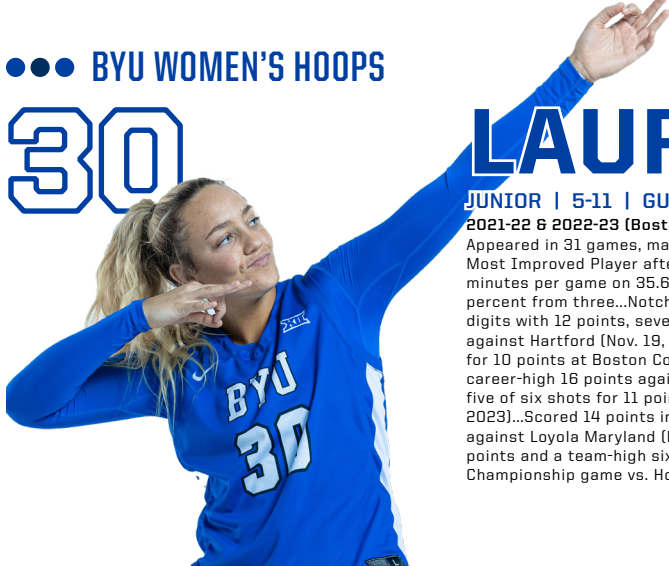 BYU WOMEN'S HOOPS
30
LAUR
JUNIOR | 5-11 | GU
2021-22 & 2022-23 (Bost
Appeared in 31 games, ma
Most Improved Player afte
minutes per game on 35.6
percent from three...Notch
digits with 12 points, seve
against Hartford (Nov. 19,
for 10 points at Boston Co
career-high 16 points agai
five of six shots for 11 poi
2023)...Scored 14 points in
against Loyola Maryland (
points and a team-high six
Championship game vs. Ho
XII
BYU
30
L